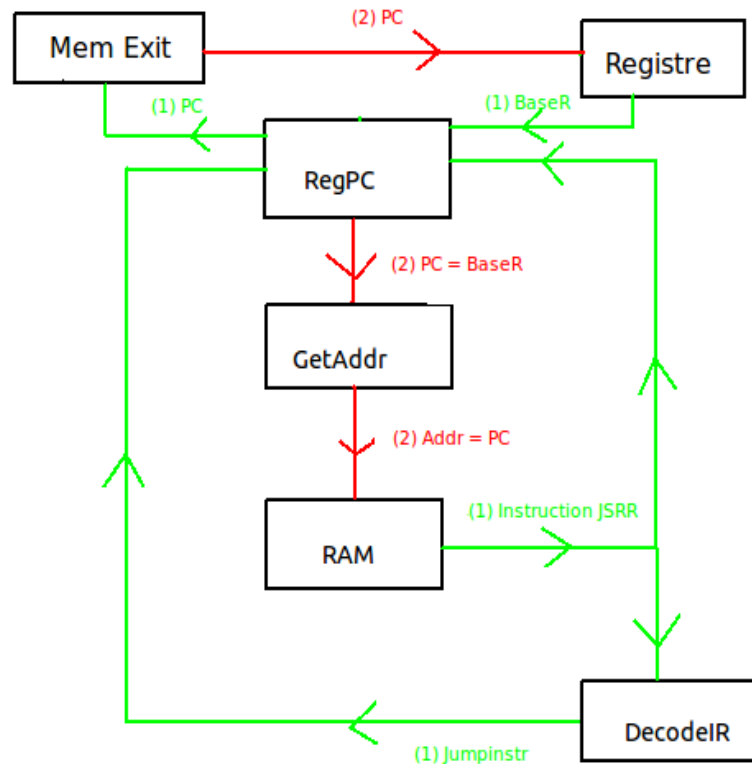 (2) PC
Mem Exit
Registre
(1) PC
(1) BaseR
RegPC
(2) PC = BaseR
GetAddr
(2) Addr = PC
(1) Instruction JSRR
RAM
DecodeIR
(1) Jumpinstr